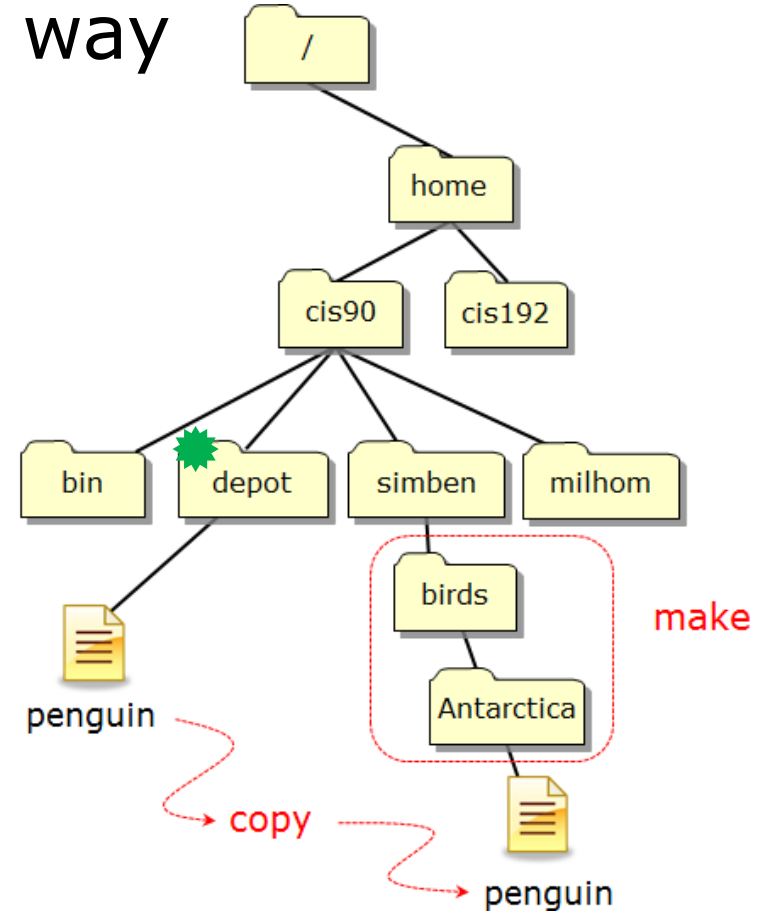 way
/
home
cis90 cis192
bin depot simben milhom
birds
make
Antarctica
penguin
copy
penguin